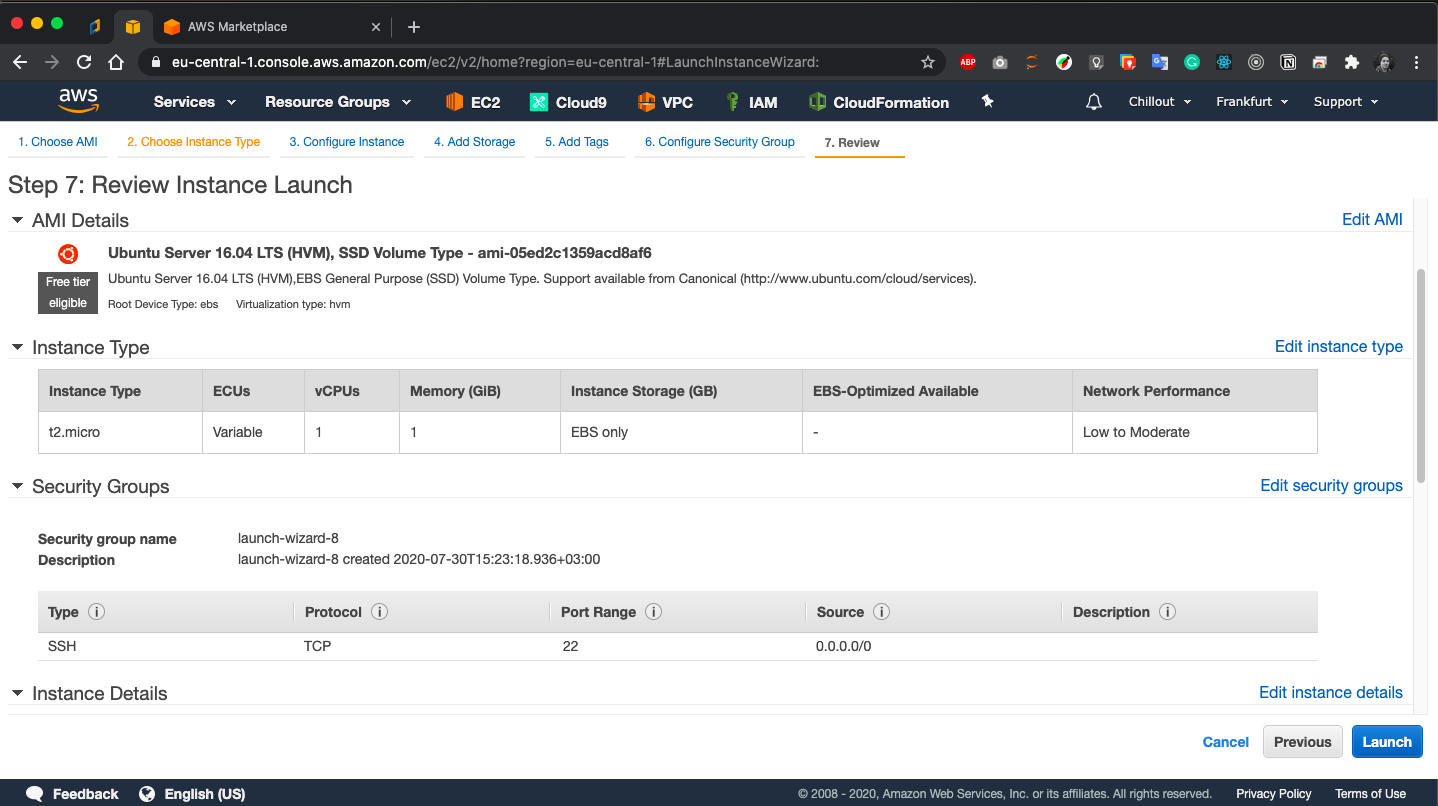 AWS Marketplace
eu-central-1.console.aws.amazon.com/ec2/v2/home?region=eu-central-1#LaunchInstanceWizard:
ABP
aws Services Resource Groups EC2 Cloud9 VPC IAM CloudFormation Chillout Frankfurt Support
1. Choose AMI 2. Choose Instance Type 3. Configure Instance 4. Add Storage 5. Add Tags 6. Configure Security Group 7. Review
Step 7: Review Instance Launch
AMI Details Edit AMI
Ubuntu Server 16.04 LTS (HVM), SSD Volume Type - ami-05ed2c1359acd8af6
Free tier eligible
Ubuntu Server 16.04 LTS (HVM),EBS General Purpose (SSD) Volume Type. Support available from Canonical (http://www.ubuntu.com/cloud/services).
Root Device Type: ebs Virtualization type: hvm
Instance Type Edit instance type
Instance Type ECUs vCPUs Memory (GiB) Instance Storage (GB) EBS-Optimized Available Network Performance
t2.micro Variable 1 1 EBS only - Low to Moderate
Security Groups Edit security groups
Security group name launch-wizard-8
Description launch-wizard-8 created 2020-07-30T15:23:18.936+03:00
Type i Protocol i Port Range i Source i Description i
SSH TCP 22 0.0.0.0/0
Instance Details Edit instance details
Cancel Previous Launch
Feedback English (US) © 2008 - 2020, Amazon Web Services, Inc. or its affiliates. All rights reserved. Privacy Policy Terms of Use